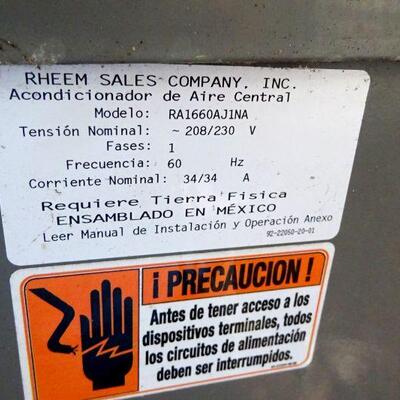 RHEEM SALES COMPANY, INC.
Acondicionador de Aire Central
Modelo: RA1660AJ1NA
Tensión Nominal: ~ 208/230 V
Fases: 1
Frecuencia: 60 Hz
Corriente Nominal: 34/34 A
Requiere Tierra Fisica
ENSAMBLADO EN MÉXICO
Leer Manual de Instalación y Operación Anexo
92-22050-20-01
¡ PRECAUCION !
Antes de tener acceso a los
dispositivos terminales, todos
los circuitos de alimentación
deben ser interrumpidos.